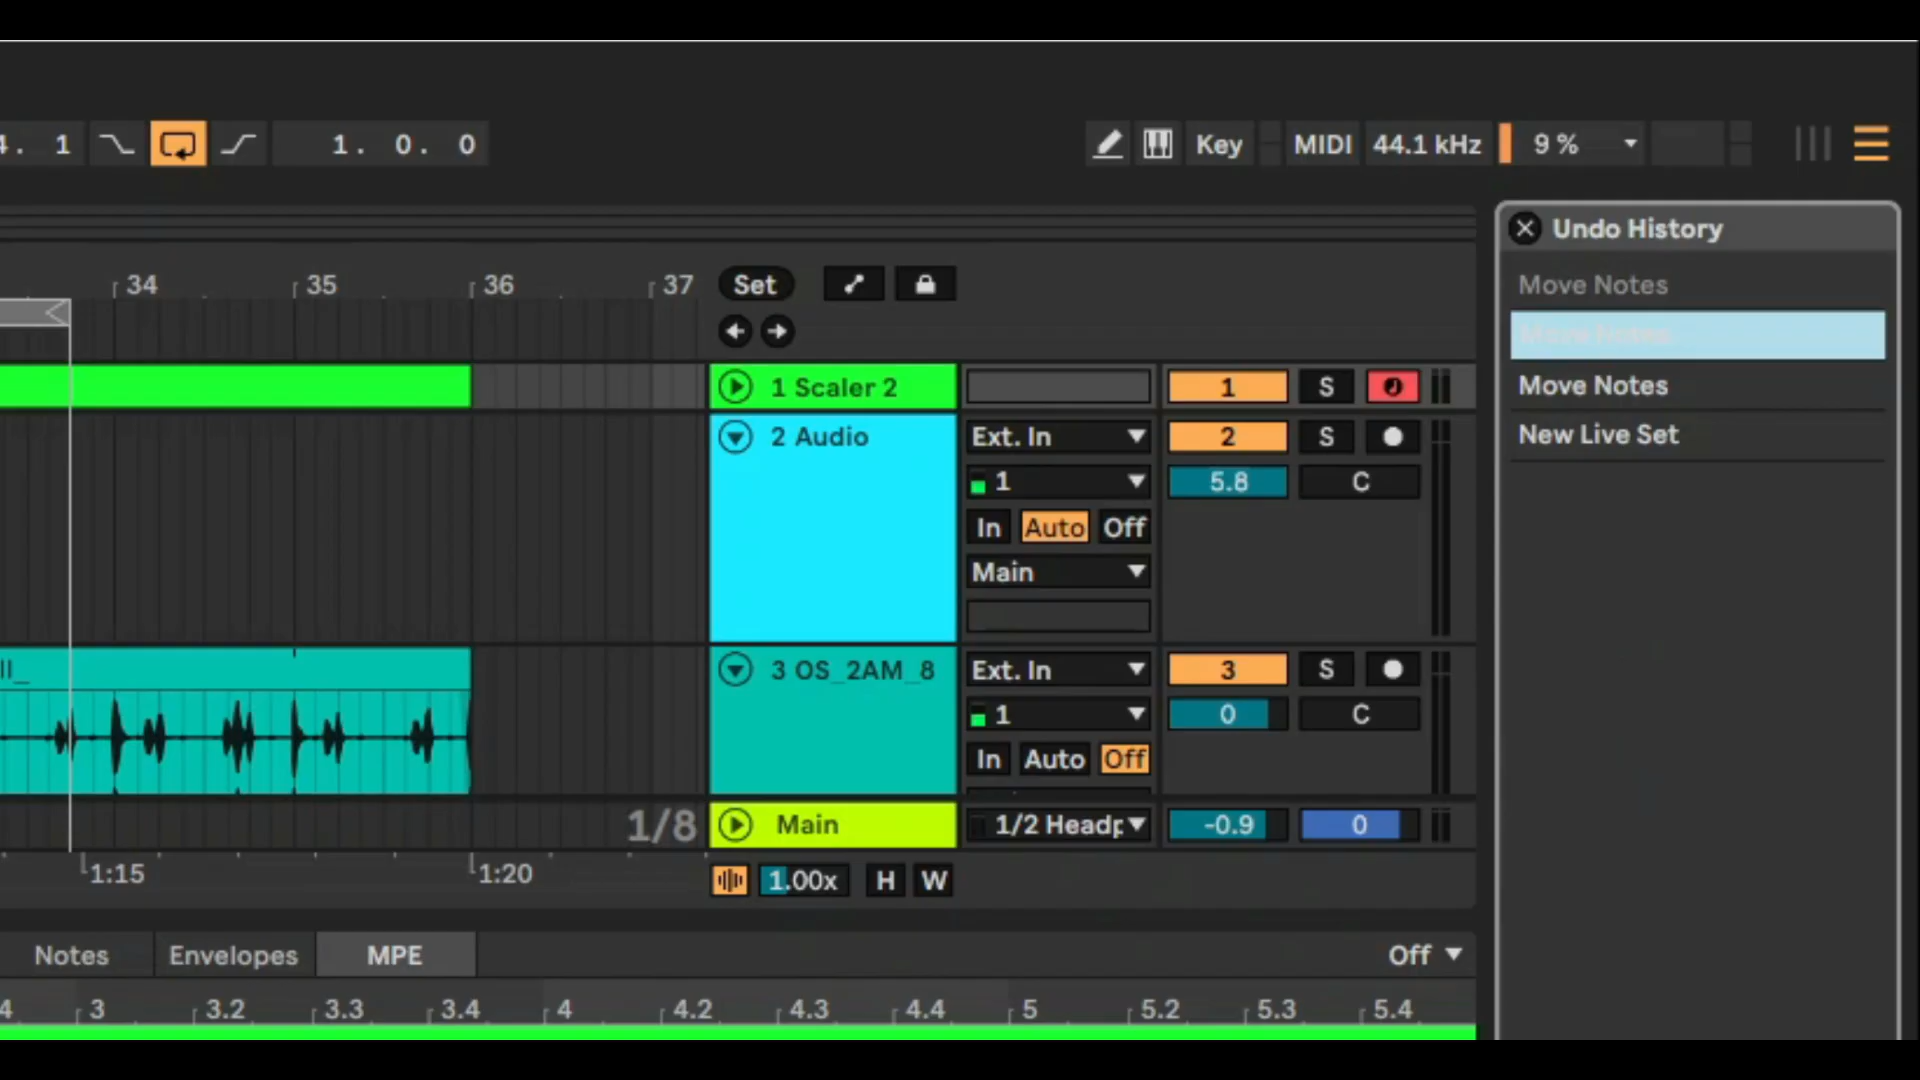 4. 1
1. 0. 0
Key
MIDI
44.1 kHz
9 %
Undo History
Move Notes
Move Notes
Move Notes
New Live Set
34 35 36 37
Set
1 Scaler 2
1 S
2 Audio
Ext. In
2 S
1
5.8 C
In Auto Off
Main
ll_
3 OS_2AM_8
Ext. In
3 S
1
0 C
In Auto Off
1/8
Main
1/2 Headp
-0.9 0
1:15 1:20
1.00x H W
Notes Envelopes MPE
Off
4 3 3.2 3.3 3.4 4 4.2 4.3 4.4 5 5.2 5.3 5.4